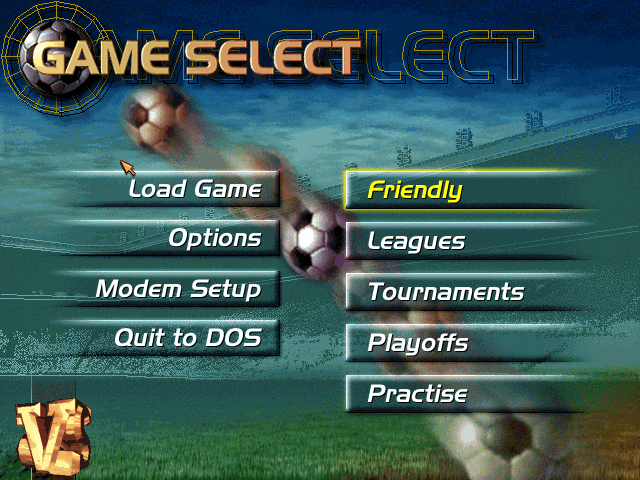 GAME SELECT
Load Game
Options
Modem Setup
Quit to DOS
Friendly
Leagues
Tournaments
Playoffs
Practise